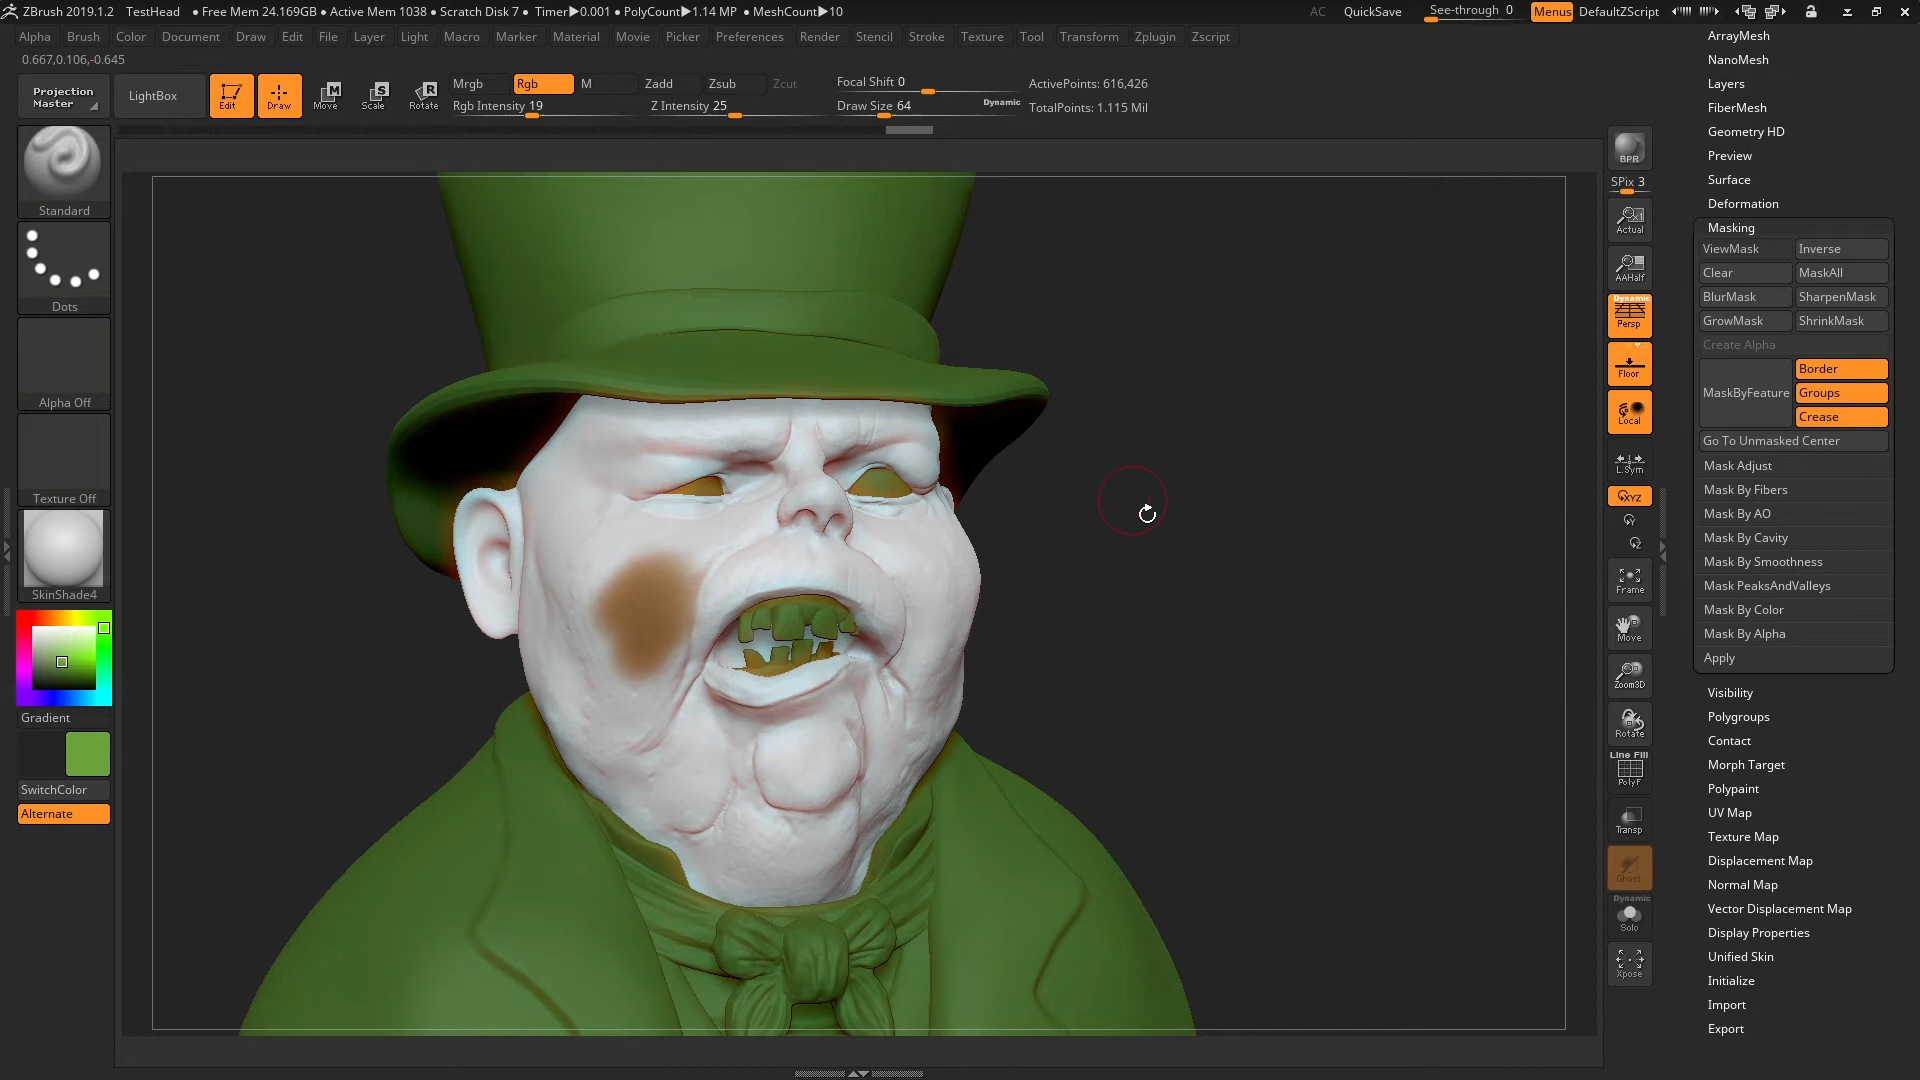 ZBrush 2019.1.2 TestHead ● Free Mem 24.169GB ● Active Mem 1038 ● Scratch Disk 7 ● Timer▶0.001 ● PolyCount▶1.14 MP ● MeshCount▶10 AC QuickSave See-through 0 Menus DefaultZScript
Alpha Brush Color Document Draw Edit File Layer Light Macro Marker Material Movie Picker Preferences Render Stencil Stroke Texture Tool Transform Zplugin Zscript
0.667,0.106,-0.645
Projection
Master
LightBox
Edit
Draw
M
Move
S
Scale
R
Rotate
Mrgb Rgb M Zadd Zsub Zcut
Rgb Intensity 19 Z Intensity 25
Focal Shift 0
Draw Size 64 Dynamic
ActivePoints: 616,426
TotalPoints: 1.115 Mil
Standard
Dots
Alpha Off
Texture Off
SkinShade4
Gradient
SwitchColor
Alternate
BPR
SPix 3
Actual
AAHalf
Dynamic
Persp
Floor
Local
L.Sym
XYZ
Y
Z
Frame
Move
Zoom3D
Rotate
Line Fill
PolyF
Transp
Ghost
Dynamic
Solo
Xpose
ArrayMesh
NanoMesh
Layers
FiberMesh
Geometry HD
Preview
Surface
Deformation
Masking
ViewMask Inverse
Clear MaskAll
BlurMask SharpenMask
GrowMask ShrinkMask
Create Alpha
MaskByFeature
Border
Groups
Crease
Go To Unmasked Center
Mask Adjust
Mask By Fibers
Mask By AO
Mask By Cavity
Mask By Smoothness
Mask PeaksAndValleys
Mask By Color
Mask By Alpha
Apply
Visibility
Polygroups
Contact
Morph Target
Polypaint
UV Map
Texture Map
Displacement Map
Normal Map
Vector Displacement Map
Display Properties
Unified Skin
Initialize
Import
Export